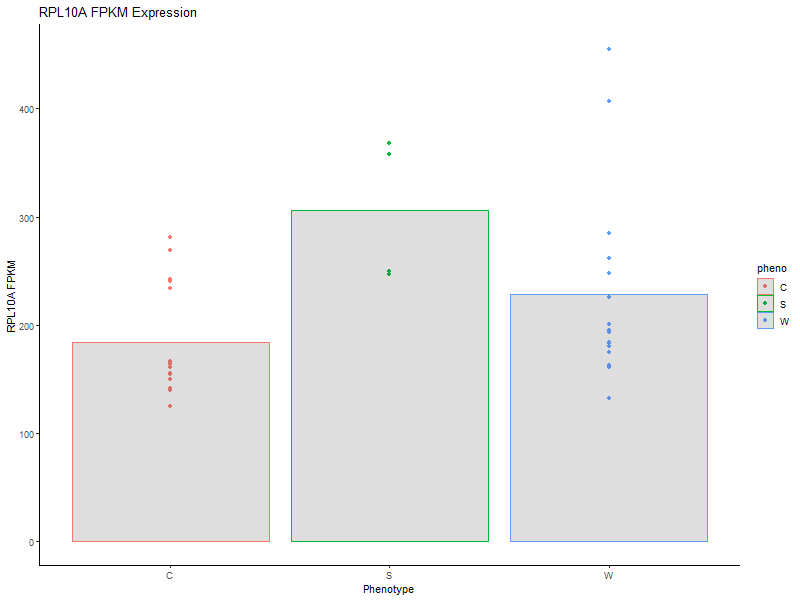 RPL10A FPKM Expression
RPL10A FPKM
400
300
200
100
0
C
S
W
Phenotype
pheno
C
S
W